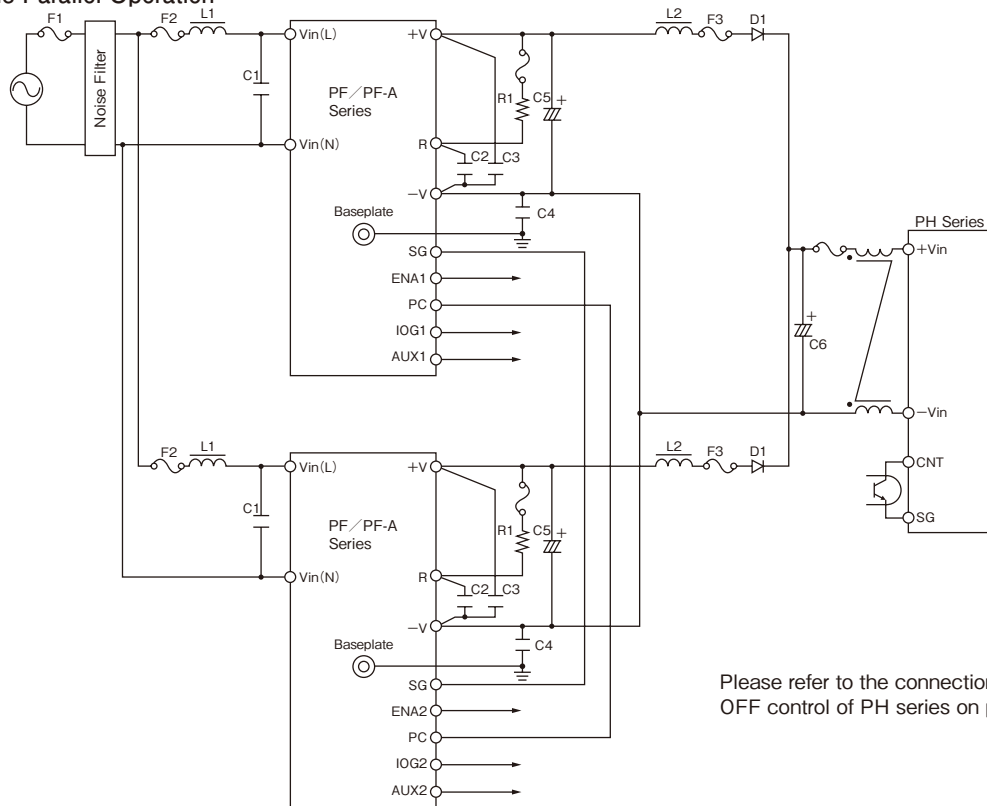 Parallel Operation
F1
F2
L1
Noise Filter
C1
Vin(L)
Vin(N)
PF/PF-A
Series
+V
R
−V
Baseplate
SG
ENA1
PC
IOG1
AUX1
R1
C5
+
C2
C3
C4
L2
F3
D1
PH Series
+Vin
+
C6
−Vin
CNT
SG
F2
L1
C1
Vin(L)
Vin(N)
PF/PF-A
Series
+V
R
−V
Baseplate
SG
ENA2
PC
IOG2
AUX2
R1
C5
+
C2
C3
C4
L2
F3
D1
Please refer to the connection
OFF control of PH series on